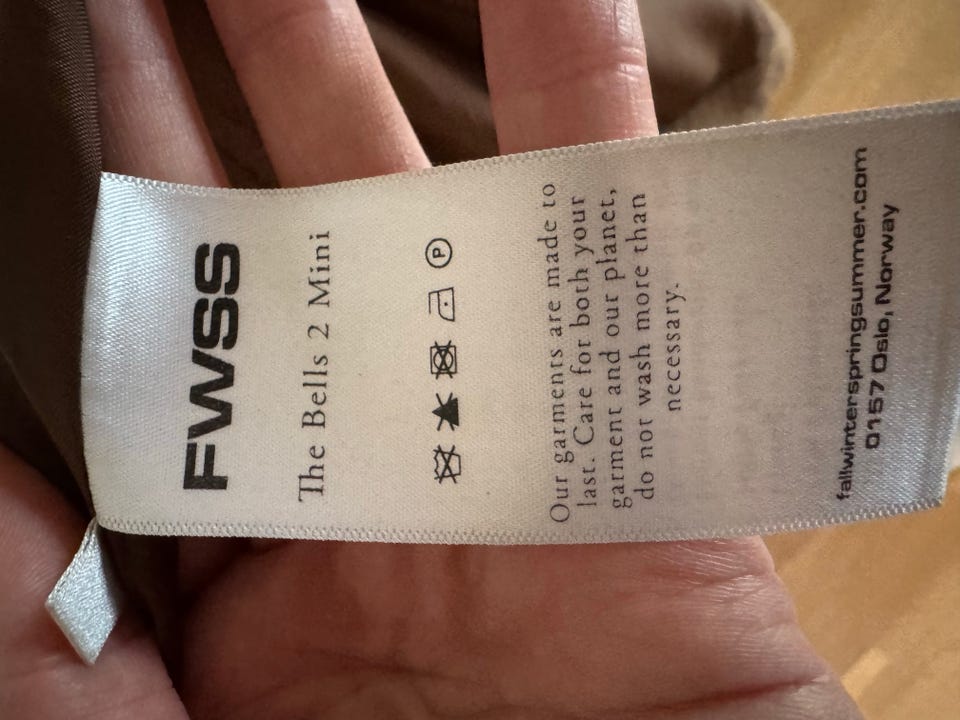 FWSS
The Bells 2 Mini
P
Our garments are made to
last. Care for both your
garment and our planet,
do not wash more than
necessary.
fallwinterspringsummer.com
0157 Oslo, Norway